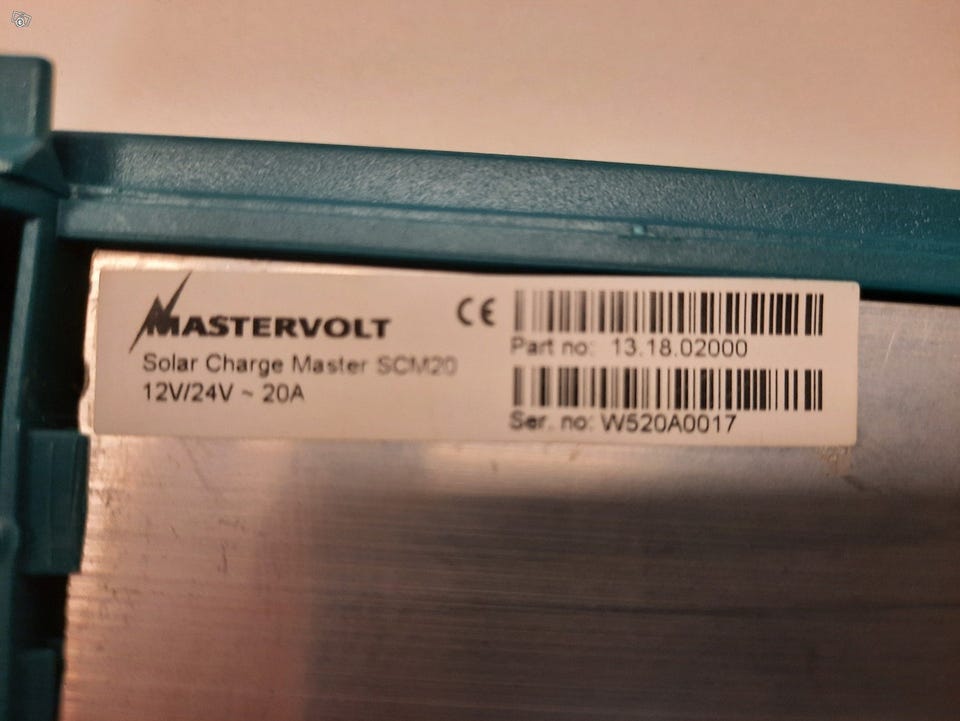 MASTERVOLT
Solar Charge Master SCM20
12V/24V ~ 20A
CE
Part no: 13.18.02000
Ser. no: W520A0017